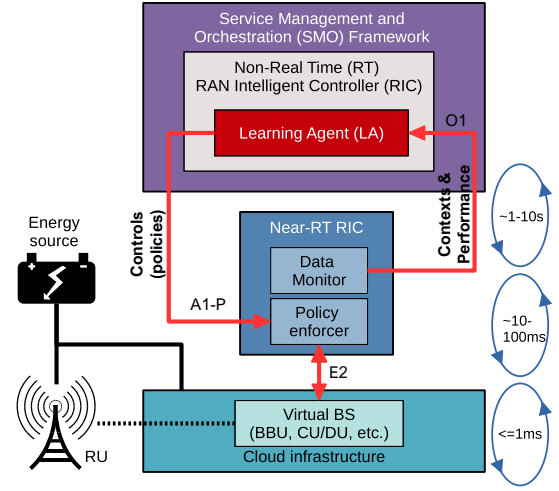 Service Management and
Orchestration (SMO) Framework
Non-Real Time (RT)
RAN Intelligent Controller (RIC)
Learning Agent (LA)
O1
Controls
(policies)
Contexts &
Performance
~1-10s
Energy
source
Near-RT RIC
Data
Monitor
A1-P
Policy
enforcer
~10-
100ms
E2
Virtual BS
(BBU, CU/DU, etc.)
Cloud infrastructure
RU
<=1ms